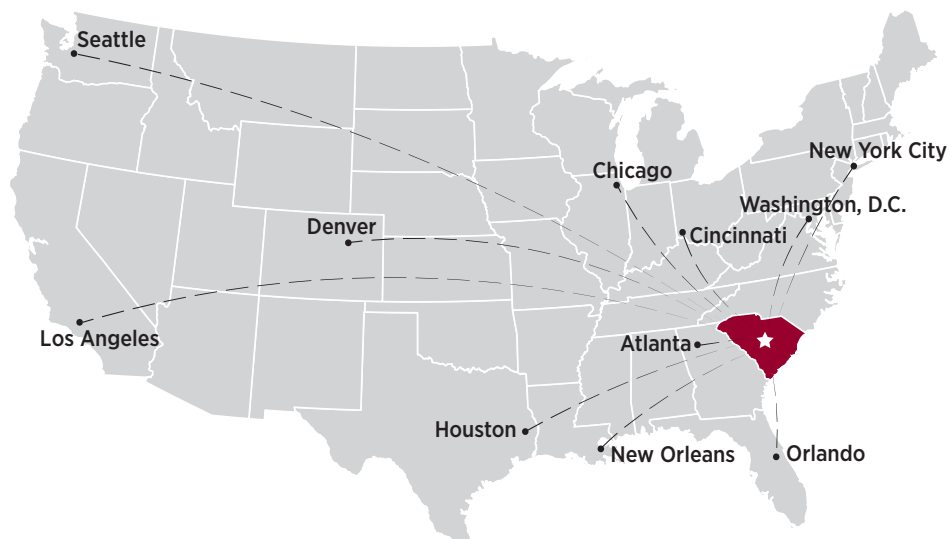 Seattle
New York City
Chicago
Washington, D.C.
Denver
Cincinnati
Los Angeles
Atlanta
Houston
New Orleans
Orlando